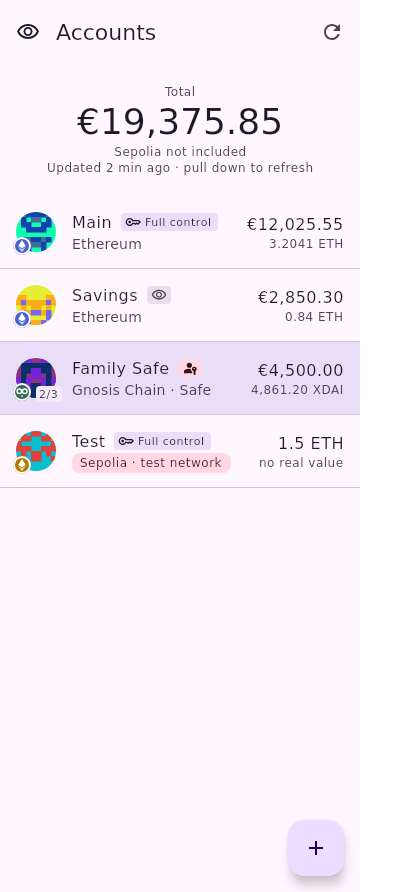 Accounts
Total
€19,375.85
Sepolia not included
Updated 2 min ago · pull down to refresh
Main Full control €12,025.55
Ethereum 3.2041 ETH
Savings €2,850.30
Ethereum 0.84 ETH
Family Safe €4,500.00
2/3 Gnosis Chain · Safe 4,861.20 XDAI
Test Full control 1.5 ETH
Sepolia · test network no real value
+